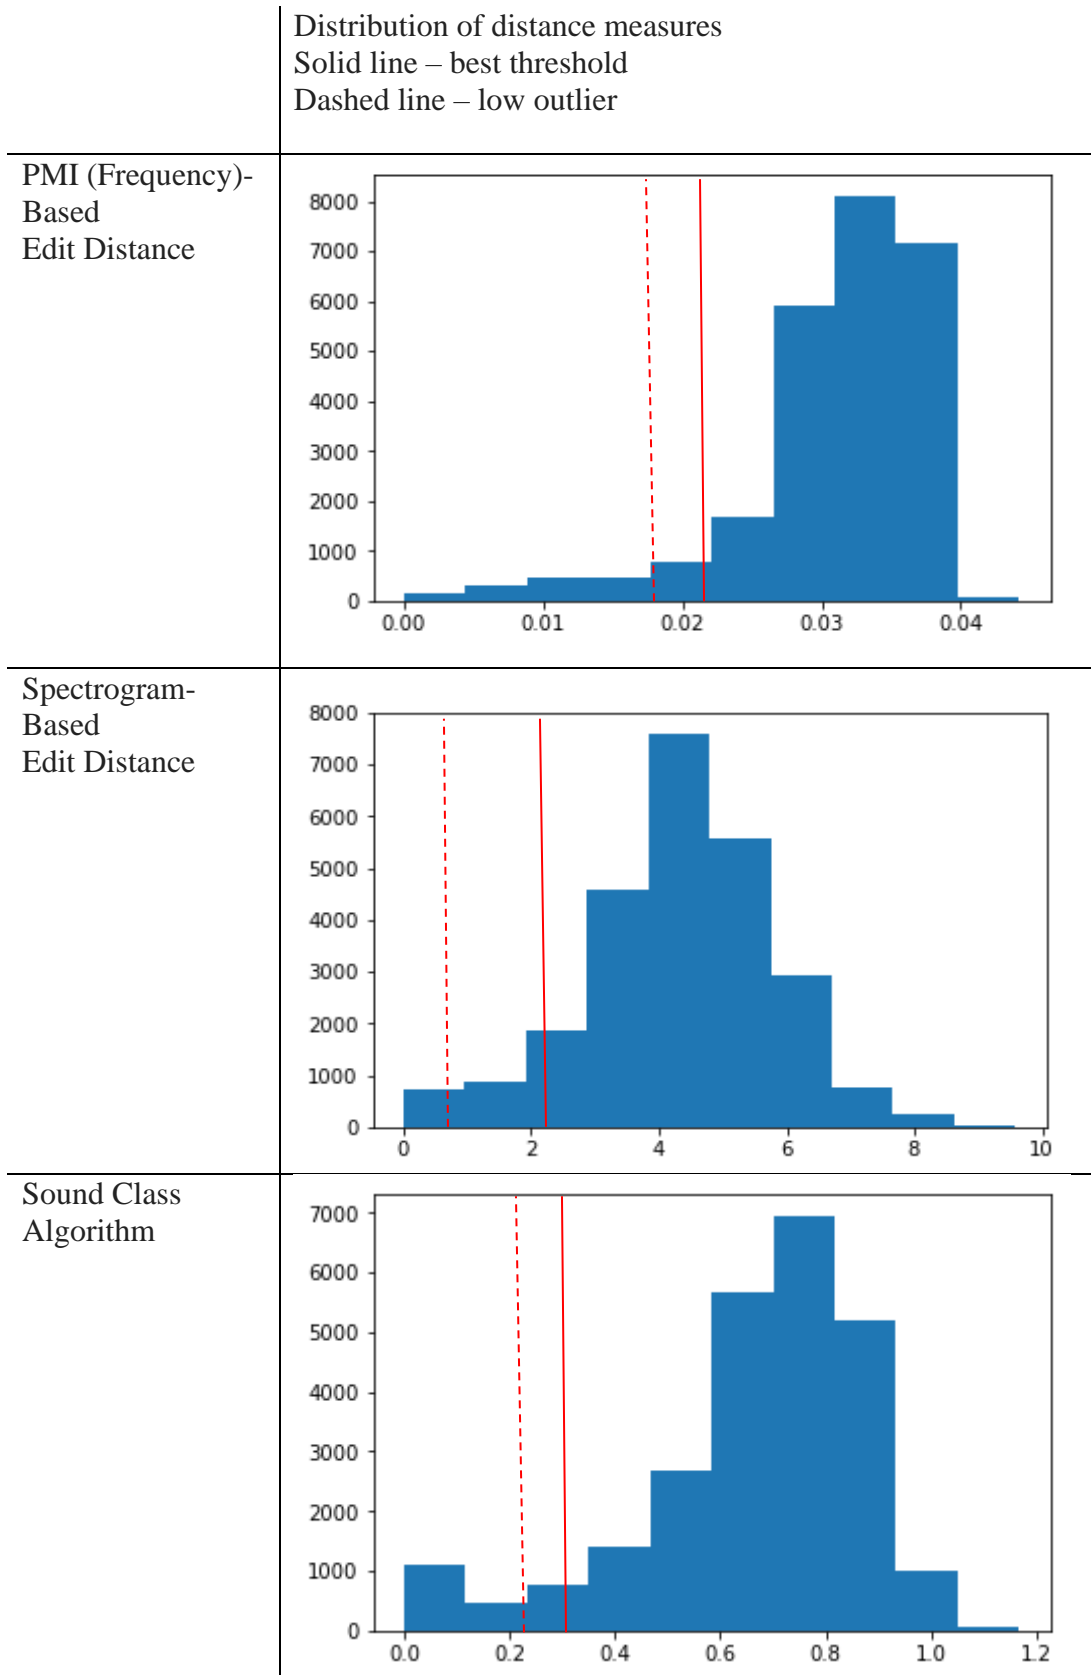 Distribution of distance measures
Solid line – best threshold
Dashed line – low outlier
PMI (Frequency)-
Based
Edit Distance
8000
7000
6000
5000
4000
3000
2000
1000
0
0.00 0.01 0.02 0.03 0.04
Spectrogram-
Based
Edit Distance
8000
7000
6000
5000
4000
3000
2000
1000
0
0 2 4 6 8 10
Sound Class
Algorithm
7000
6000
5000
4000
3000
2000
1000
0
0.0 0.2 0.4 0.6 0.8 1.0 1.2